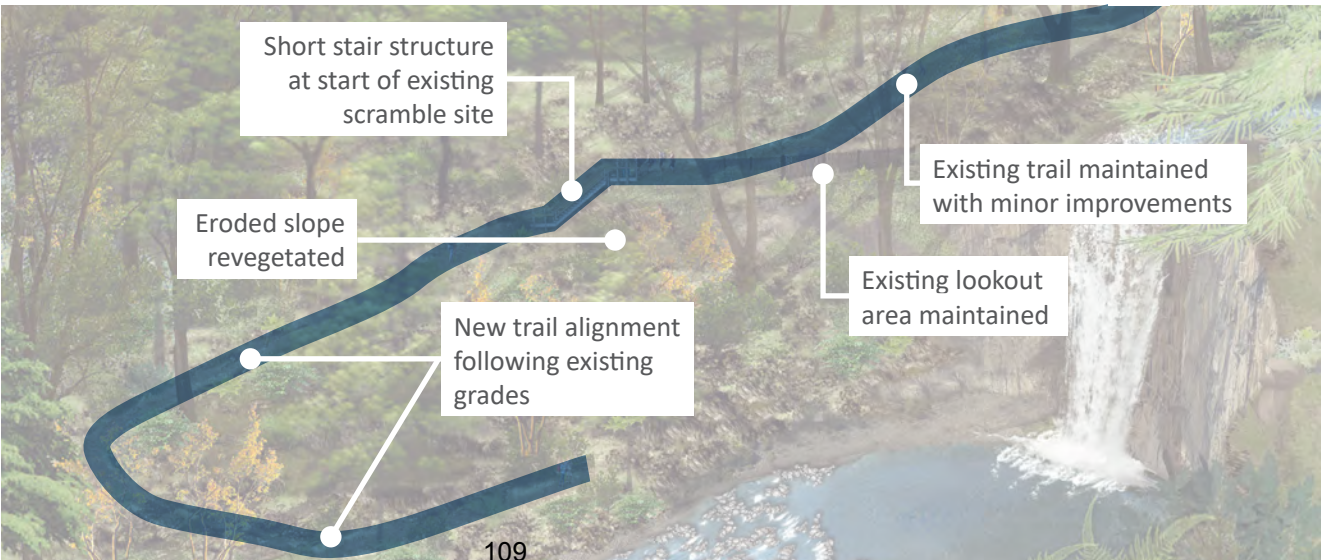 Short stair structure
at start of existing
scramble site
Existing trail maintained
with minor improvements
Eroded slope
revegetated
Existing lookout
area maintained
New trail alignment
following existing
grades
109